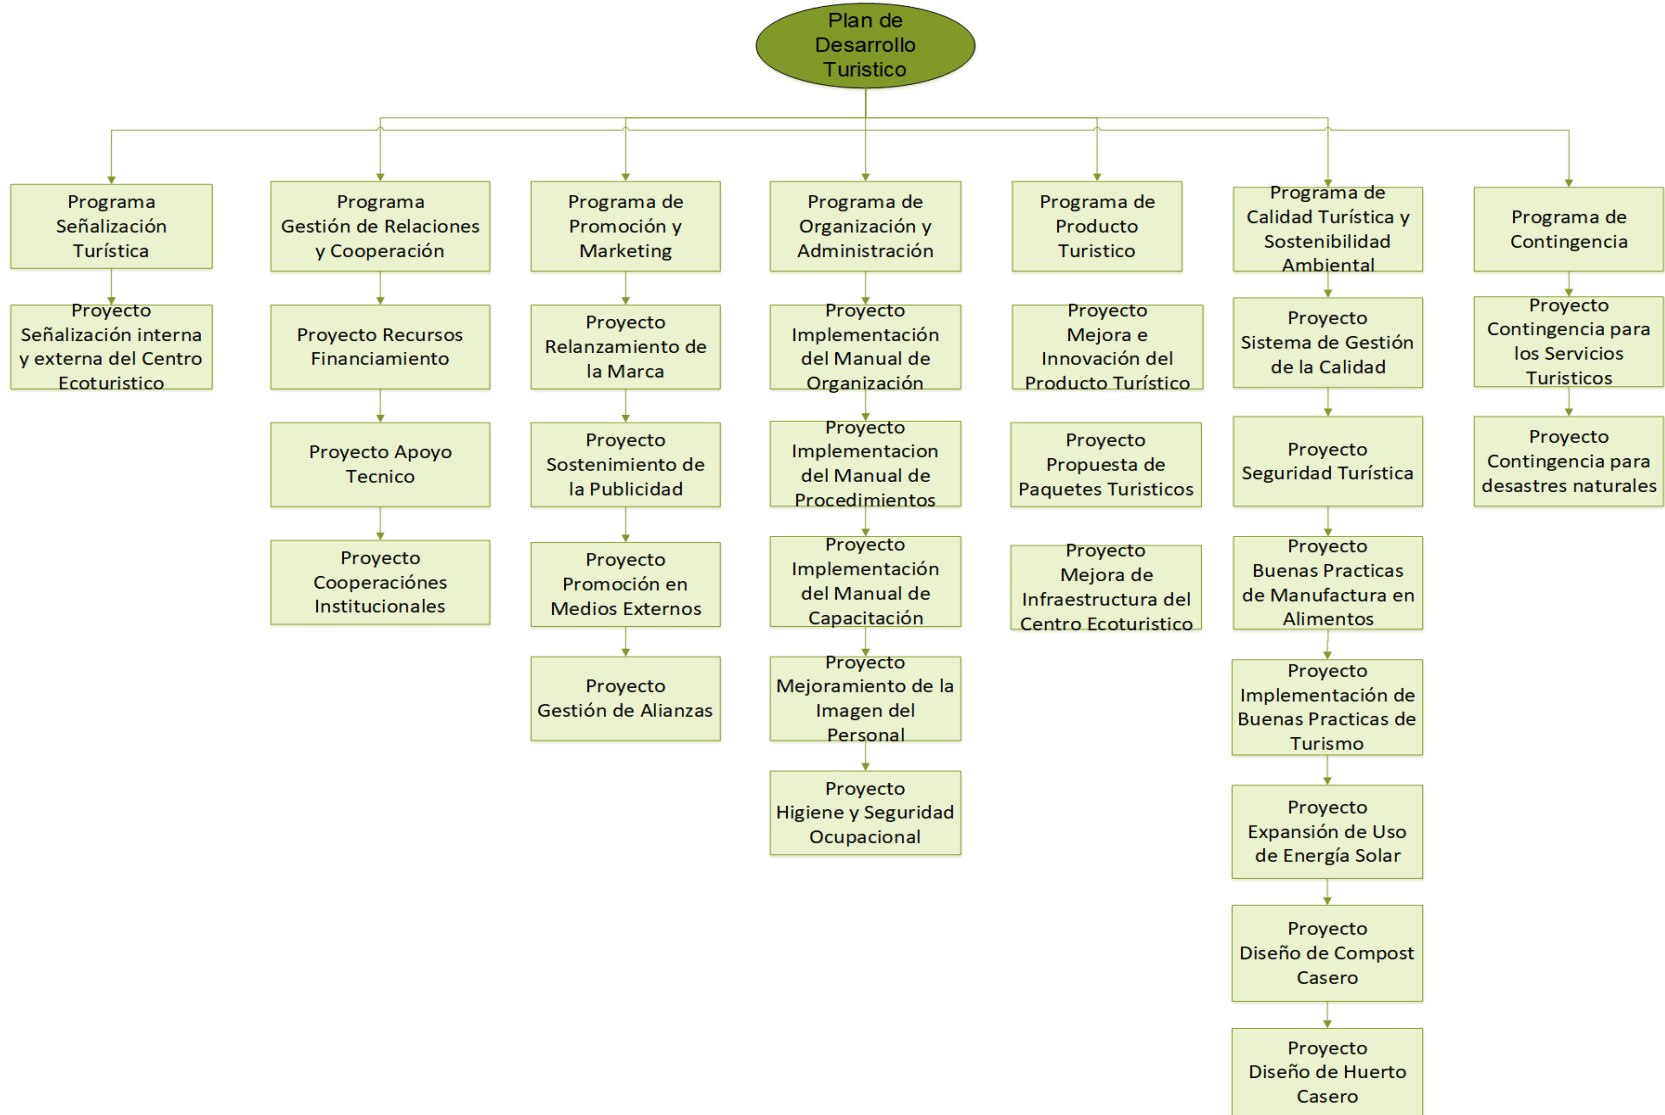 Plan de
Desarrollo
Turistico
Programa
Señalización
Turística
Proyecto
Señalización interna
y externa del Centro
Ecoturistico
Programa
Gestión de Relaciones
y Cooperación
Proyecto Recursos
Financiamiento
Proyecto Apoyo
Tecnico
Proyecto
Cooperaciónes
Institucionales
Programa de
Promoción y
Marketing
Proyecto
Relanzamiento de
la Marca
Proyecto
Sostenimiento de
la Publicidad
Proyecto
Promoción en
Medios Externos
Proyecto
Gestión de Alianzas
Programa de
Organización y
Administración
Proyecto
Implementación
del Manual de
Organización
Proyecto
Implementacion
del Manual de
Procedimientos
Proyecto
Implementación
del Manual de
Capacitación
Proyecto
Mejoramiento de la
Imagen del
Personal
Proyecto
Higiene y Seguridad
Ocupacional
Programa de
Producto
Turistico
Proyecto
Mejora e
Innovación del
Producto Turístico
Proyecto
Propuesta de
Paquetes Turisticos
Proyecto
Mejora de
Infraestructura del
Centro Ecoturistico
Programa de
Calidad Turística y
Sostenibilidad
Ambiental
Proyecto
Sistema de Gestión
de la Calidad
Proyecto
Seguridad Turística
Proyecto
Buenas Practicas
de Manufactura en
Alimentos
Proyecto
Implementación de
Buenas Practicas de
Turismo
Proyecto
Expansión de Uso
de Energía Solar
Proyecto
Diseño de Compost
Casero
Proyecto
Diseño de Huerto
Casero
Programa de
Contingencia
Proyecto
Contingencia para
los Servicios
Turisticos
Proyecto
Contingencia para
desastres naturales